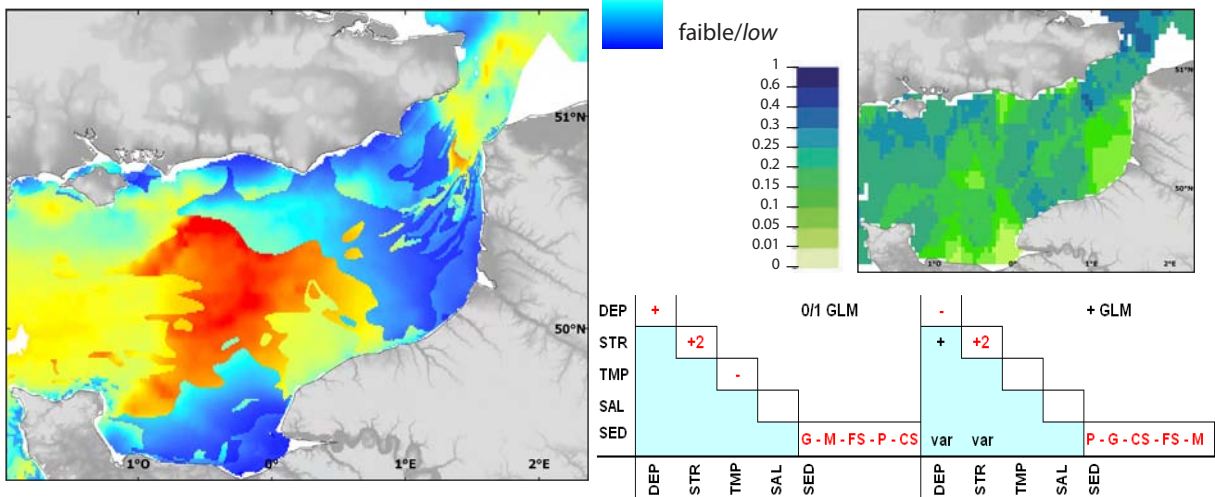 faible/low
1
0.6
0.4
0.3
0.25
0.2
0.15
0.1
0.05
0.01
0
51°N
50°N
1°O
0°
1°E
2°E
51°N
50°N
1°O
0°
1°E
2°E
DEP + 0/1 GLM - + GLM
STR +2 + +2
TMP -
SAL
SED G - M - FS - P - CS var var P - G - CS - FS - M
DEP STR TMP SAL SED DEP STR TMP SAL SED